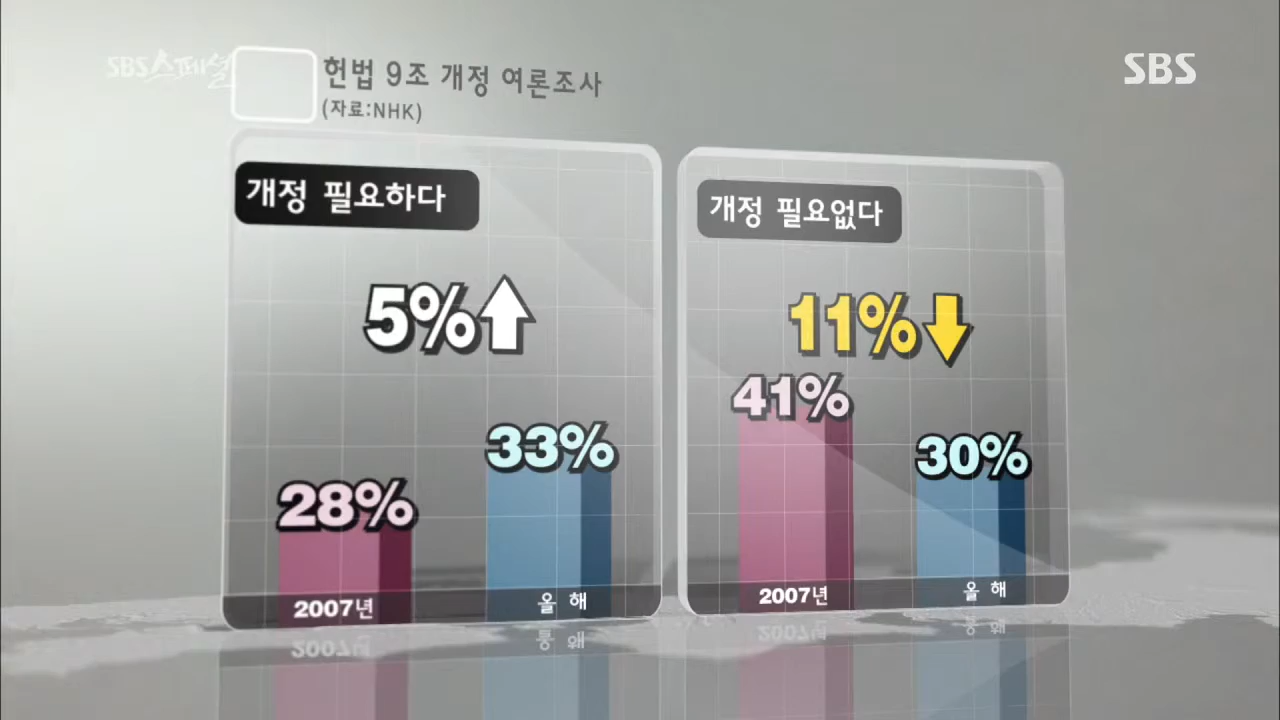 SBS스페셜
헌법 9조 개정 여론조사
SBS
(자료:NHK)
개정 필요하다
개정 필요없다
5%
11%
28%
33%
41%
30%
2007년
올 해
2007년
올 해